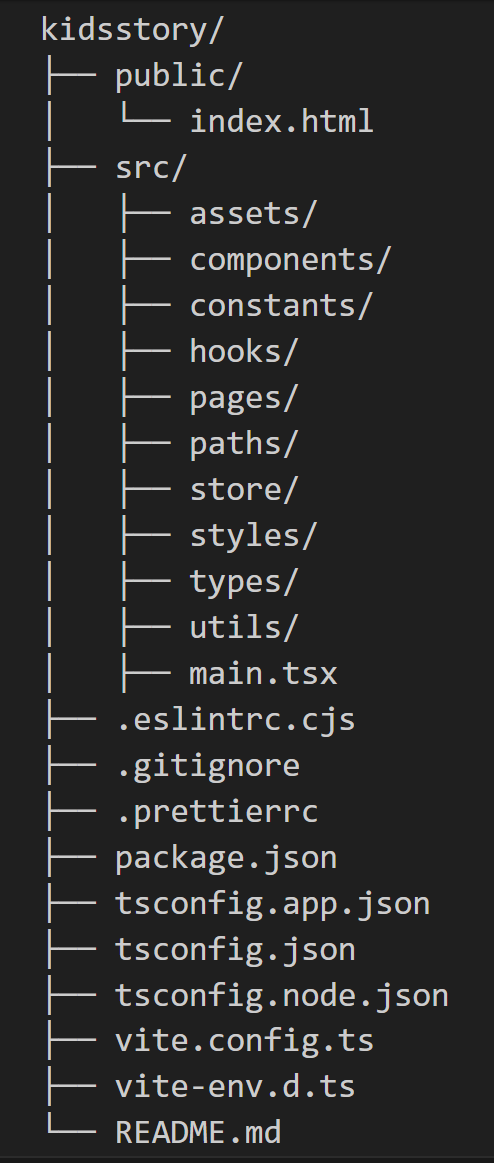 kidsstory/
├── public/
│   └── index.html
├── src/
│   ├── assets/
│   ├── components/
│   ├── constants/
│   ├── hooks/
│   ├── pages/
│   ├── paths/
│   ├── store/
│   ├── styles/
│   ├── types/
│   ├── utils/
│   ├── main.tsx
├── .eslintrc.cjs
├── .gitignore
├── .prettierrc
├── package.json
├── tsconfig.app.json
├── tsconfig.json
├── tsconfig.node.json
├── vite.config.ts
├── vite-env.d.ts
└── README.md